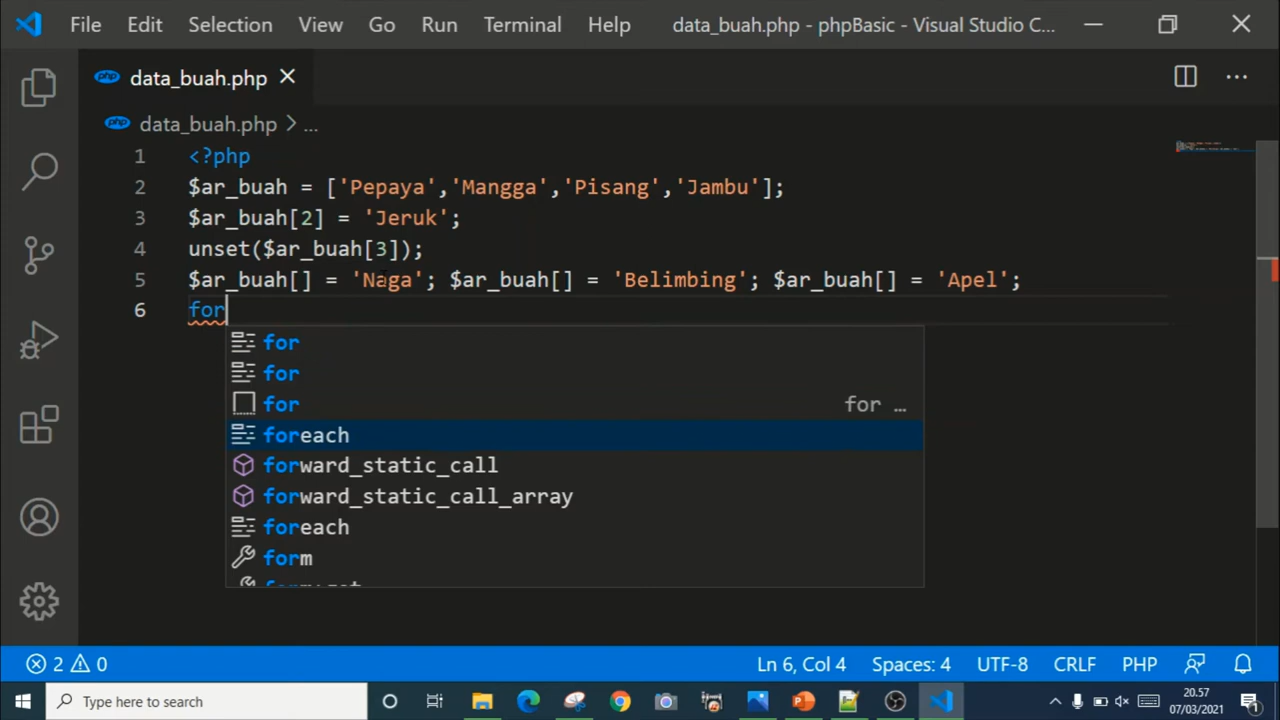 File Edit Selection View Go Run Terminal Help data_buah.php - phpBasic - Visual Studio C...
php data_buah.php
php data_buah.php > ...
1 <?php
2 $ar_buah = ['Pepaya','Mangga','Pisang','Jambu'];
3 $ar_buah[2] = 'Jeruk';
4 unset($ar_buah[3]);
5 $ar_buah[] = 'Naga'; $ar_buah[] = 'Belimbing'; $ar_buah[] = 'Apel';
6 for
for
for
for for ...
foreach
forward_static_call
forward_static_call_array
foreach
form
2 0 Ln 6, Col 4 Spaces: 4 UTF-8 CRLF PHP
Type here to search 20.57
07/03/2021 1